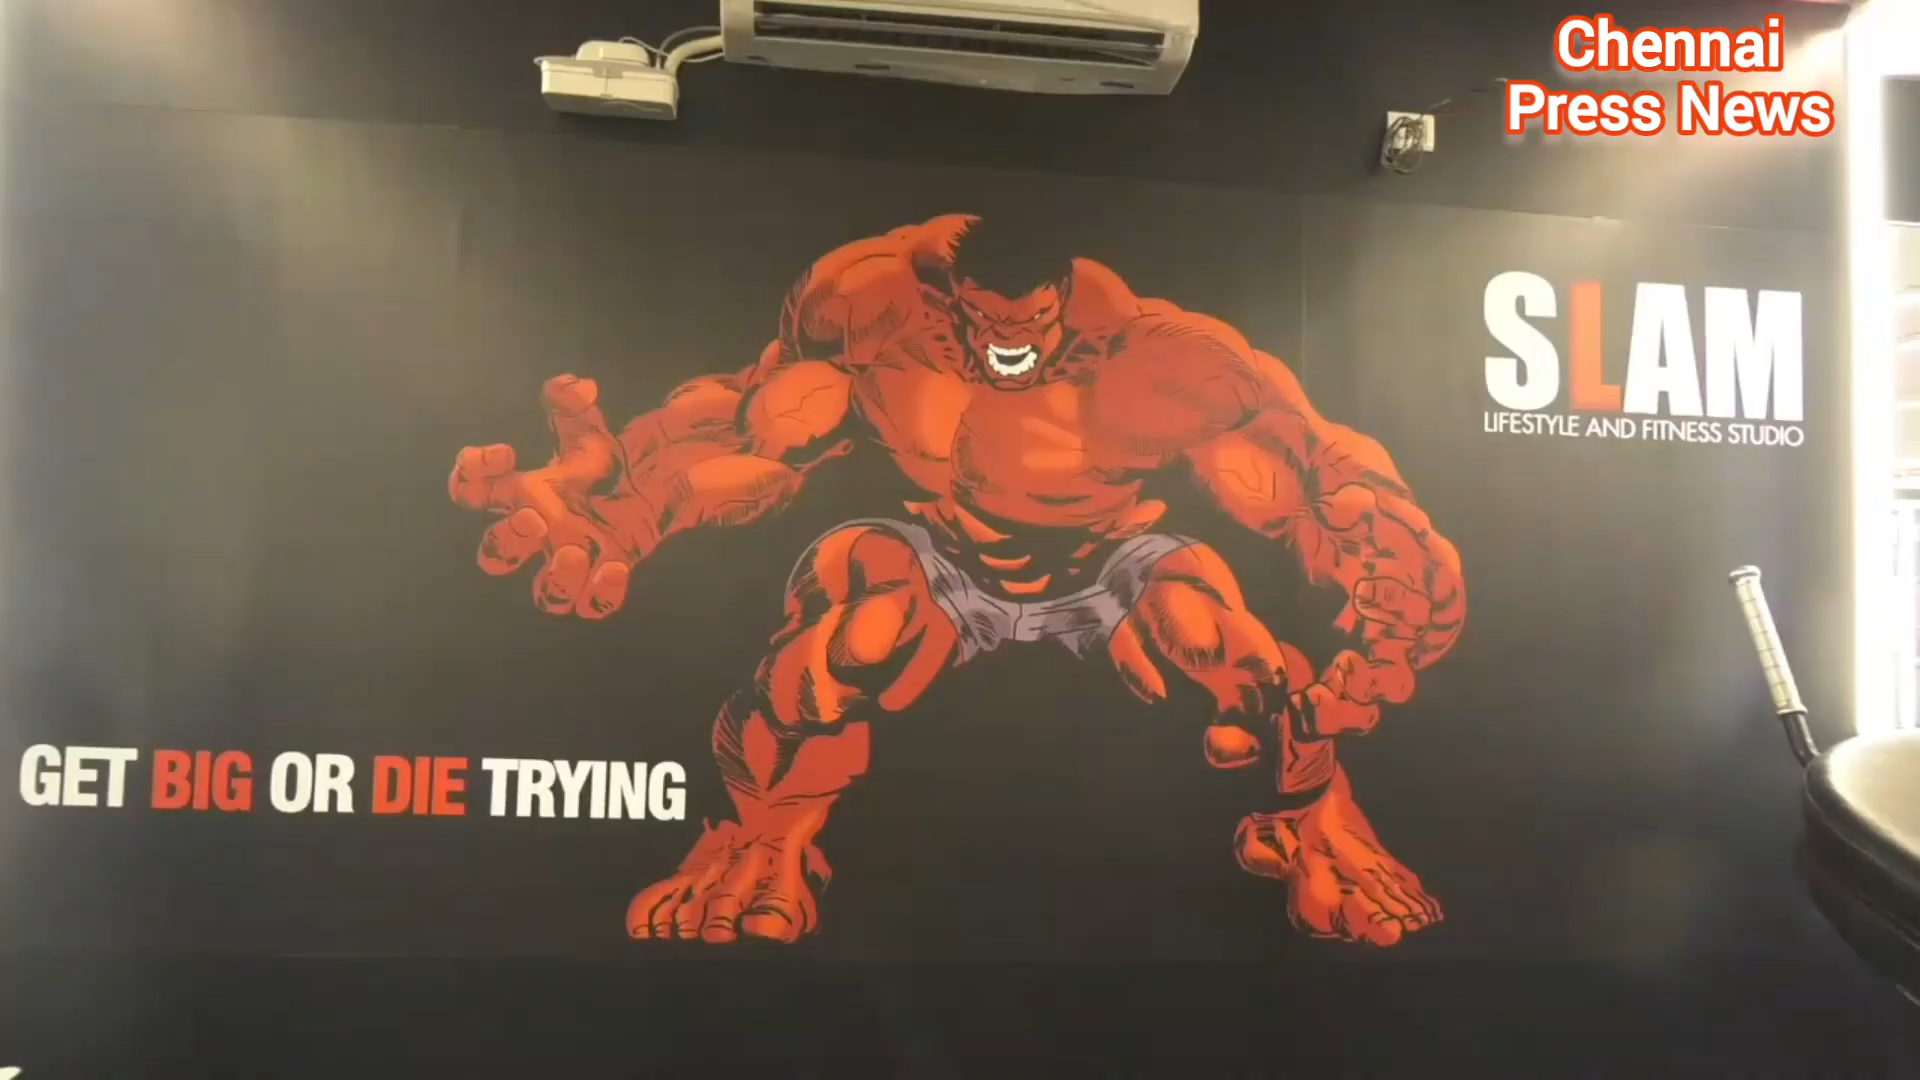 Chennai
Press News
SLAM
LIFESTYLE AND FITNESS STUDIO
GET BIG OR DIE TRYING